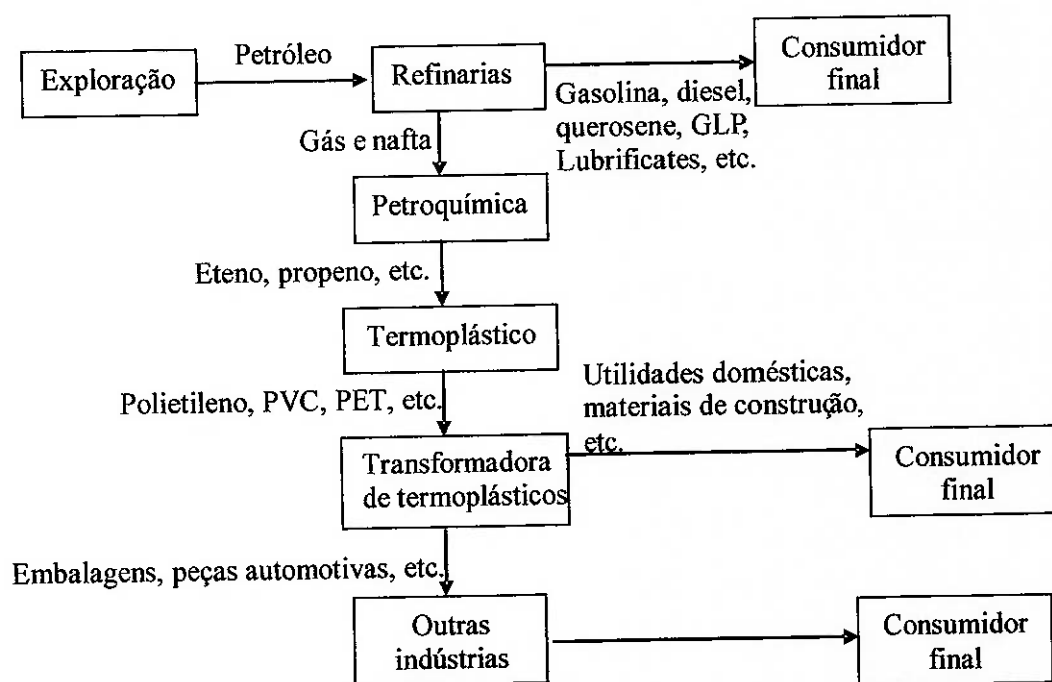 Exploração
Petróleo
Refinarias
Gasolina, diesel,
querosene, GLP,
Lubrificates, etc.
Consumidor
final
Gás e nafta
Petroquímica
Eteno, propeno, etc.
Termoplástico
Polietileno, PVC, PET, etc.
Utilidades domésticas,
materiais de construção,
etc.
Transformadora
de termoplásticos
Consumidor
final
Embalagens, peças automotivas, etc.
Outras
indústrias
Consumidor
final